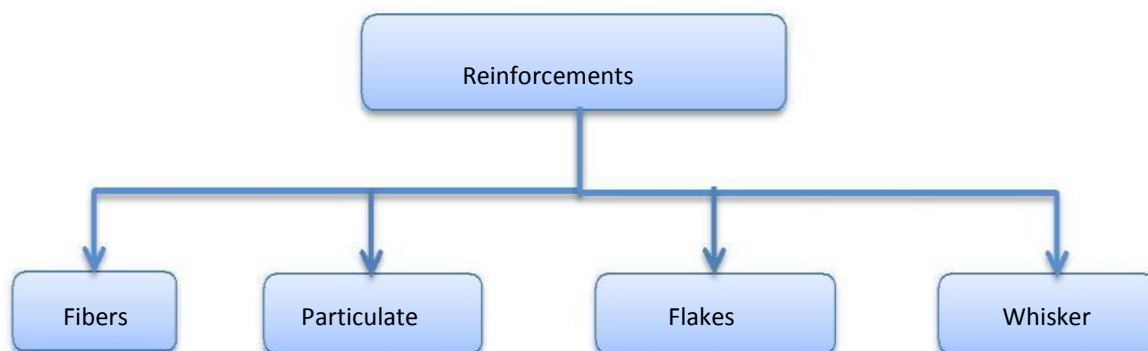 Reinforcements
Fibers
Particulate
Flakes
Whisker